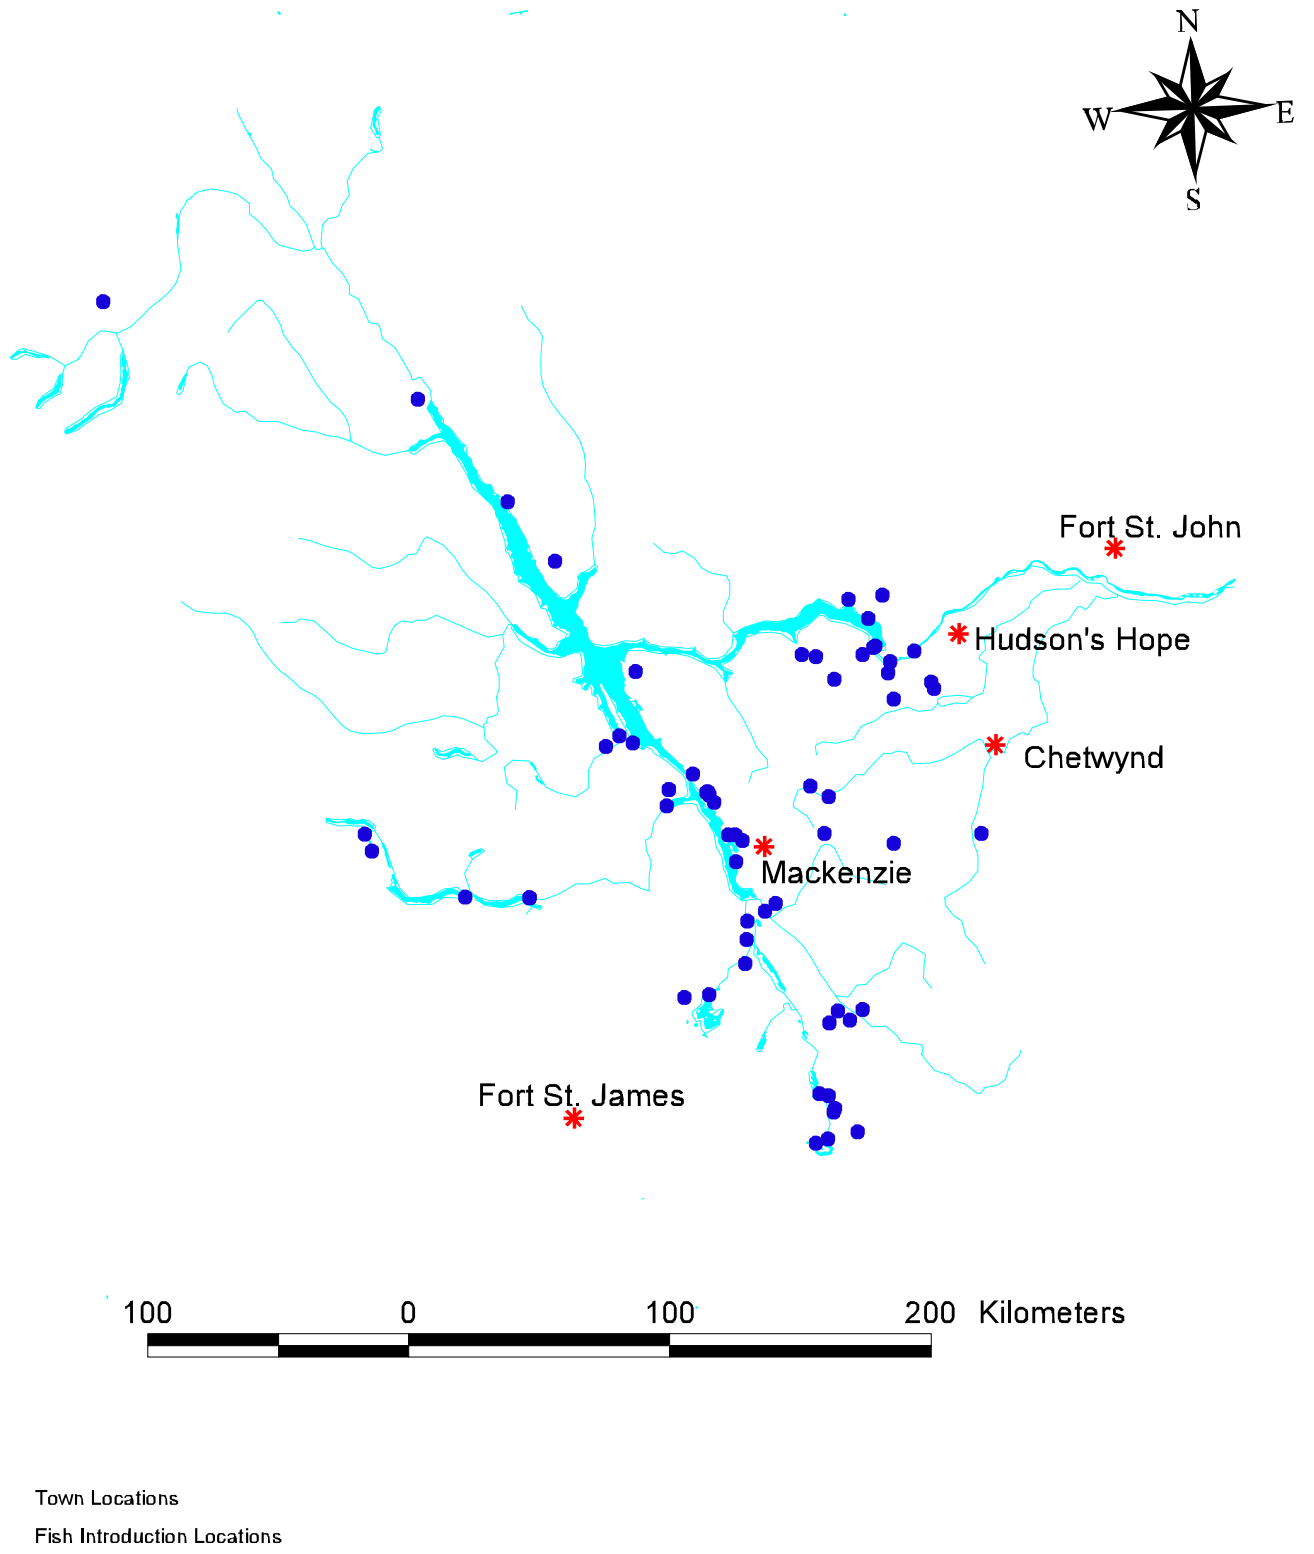 N
W E
S
Fort St. John
Hudson's Hope
Chetwynd
Mackenzie
Fort St. James
100 0 100 200 Kilometers
Town Locations
Fish Introduction Locations